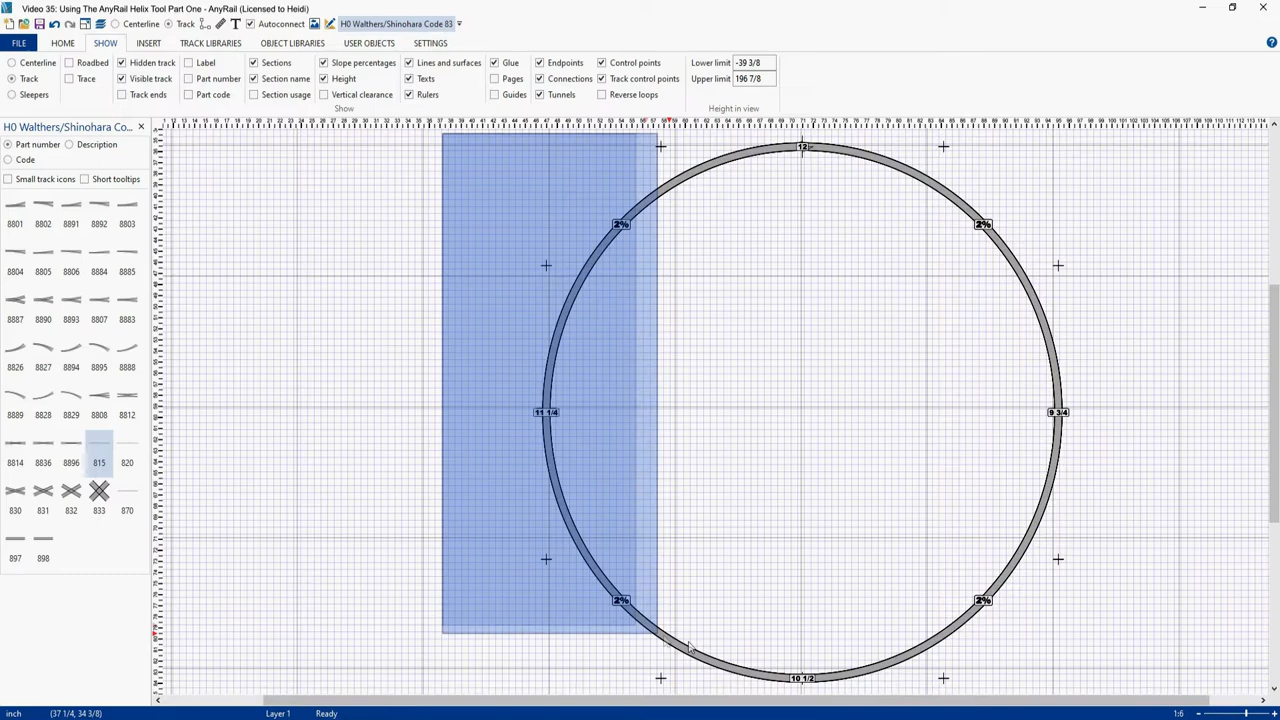 Video 35: Using The AnyRail Helix Tool Part One - AnyRail (Licensed to Heidi)
Centerline Track Autoconnect H0 Walthers/Shinohara Code 83
FILE HOME SHOW INSERT TRACK LIBRARIES OBJECT LIBRARIES USER OBJECTS SETTINGS
Centerline Roadbed Hidden track Label Sections Slope percentages Lines and surfaces Glue Endpoints Control points Lower limit -39 3/8
Track Trace Visible track Part number Section name Height Texts Pages Connections Track control points Upper limit 196 7/8
Sleepers Track ends Part code Section usage Vertical clearance Rulers Guides Tunnels Reverse loops
Show Height in view
H0 Walthers/Shinohara Co...
Part number Description
Code
Small track icons Short tooltips
8801 8802 8891 8892 8803
8804 8805 8806 8884 8885
8887 8890 8893 8807 8883
8826 8827 8894 8895 8888
8889 8828 8829 8808 8812
8814 8836 8896 815 820
830 831 832 833 870
897 898
12
2% 2%
11 1/4 9 3/4
2% 2%
10 1/2
inch (37 1/4, 34 3/8) Layer 1 Ready 1:6